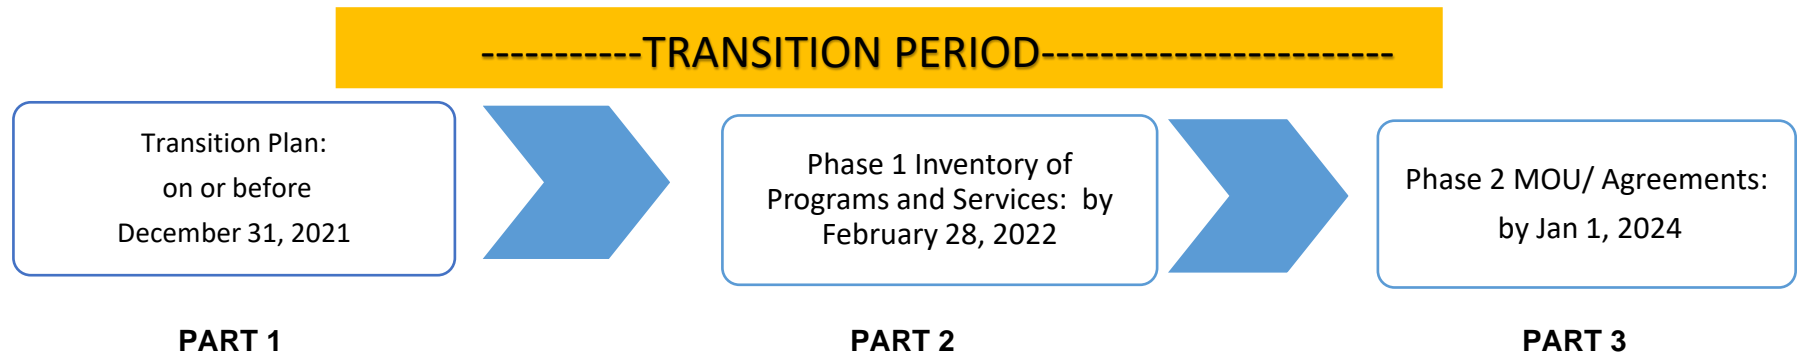 -----------TRANSITION PERIOD------------------------
Transition Plan:
on or before
December 31, 2021
Phase 1 Inventory of
Programs and Services:  by
February 28, 2022
Phase 2 MOU/ Agreements:
by Jan 1, 2024
PART 1
PART 2
PART 3